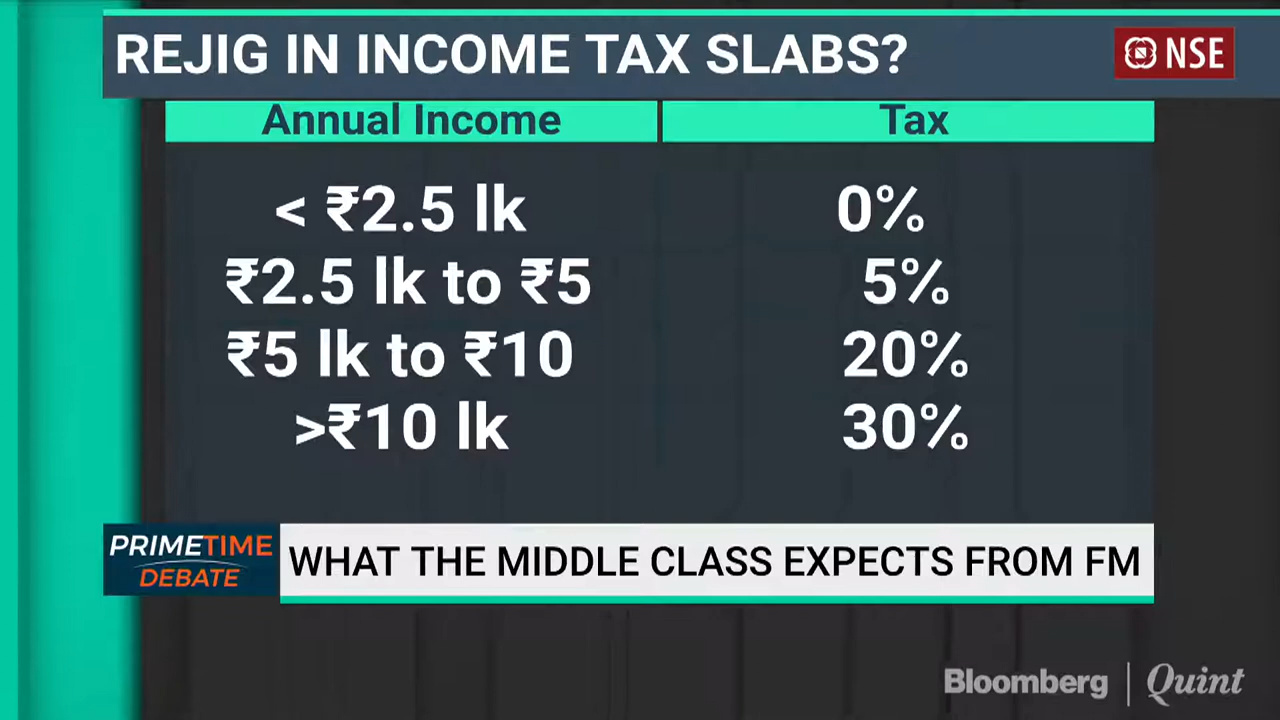 REJIG IN INCOME TAX SLABS?
NSE
Annual Income Tax
< ₹2.5 lk 0%
₹2.5 lk to ₹5 5%
₹5 lk to ₹10 20%
>₹10 lk 30%
PRIMETIME
DEBATE
WHAT THE MIDDLE CLASS EXPECTS FROM FM
Bloomberg | Quint